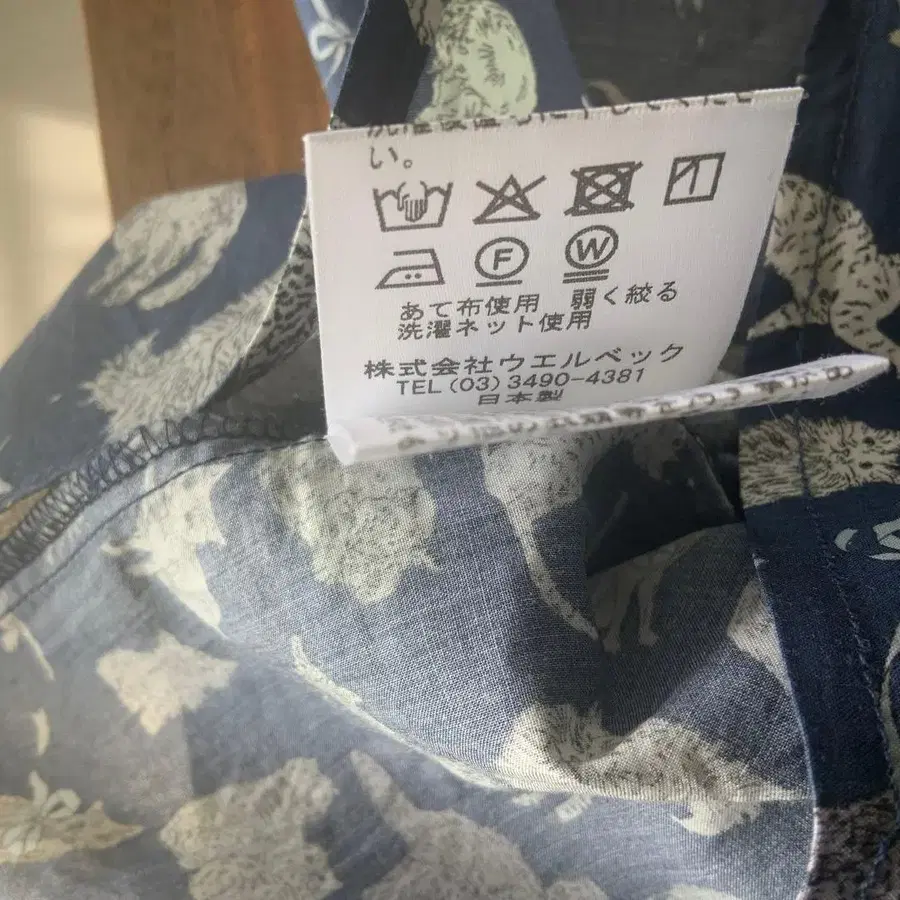 い。
F
W
あて布使用 弱く絞る
洗濯ネット使用
株式会社ウエルベック
TEL (03) 3490-4381
日本製